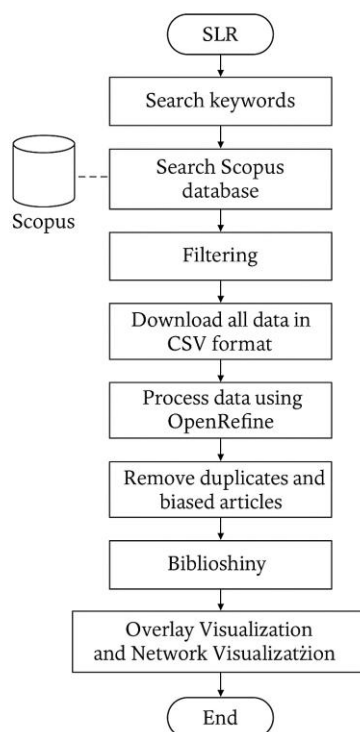 SLR
Search keywords
Search Scopus
database
Scopus
Filtering
Download all data in
CSV format
Process data using
OpenRefine
Remove duplicates and
biased articles
Biblioshiny
Overlay Visualization
and Network Visualizatżion
End